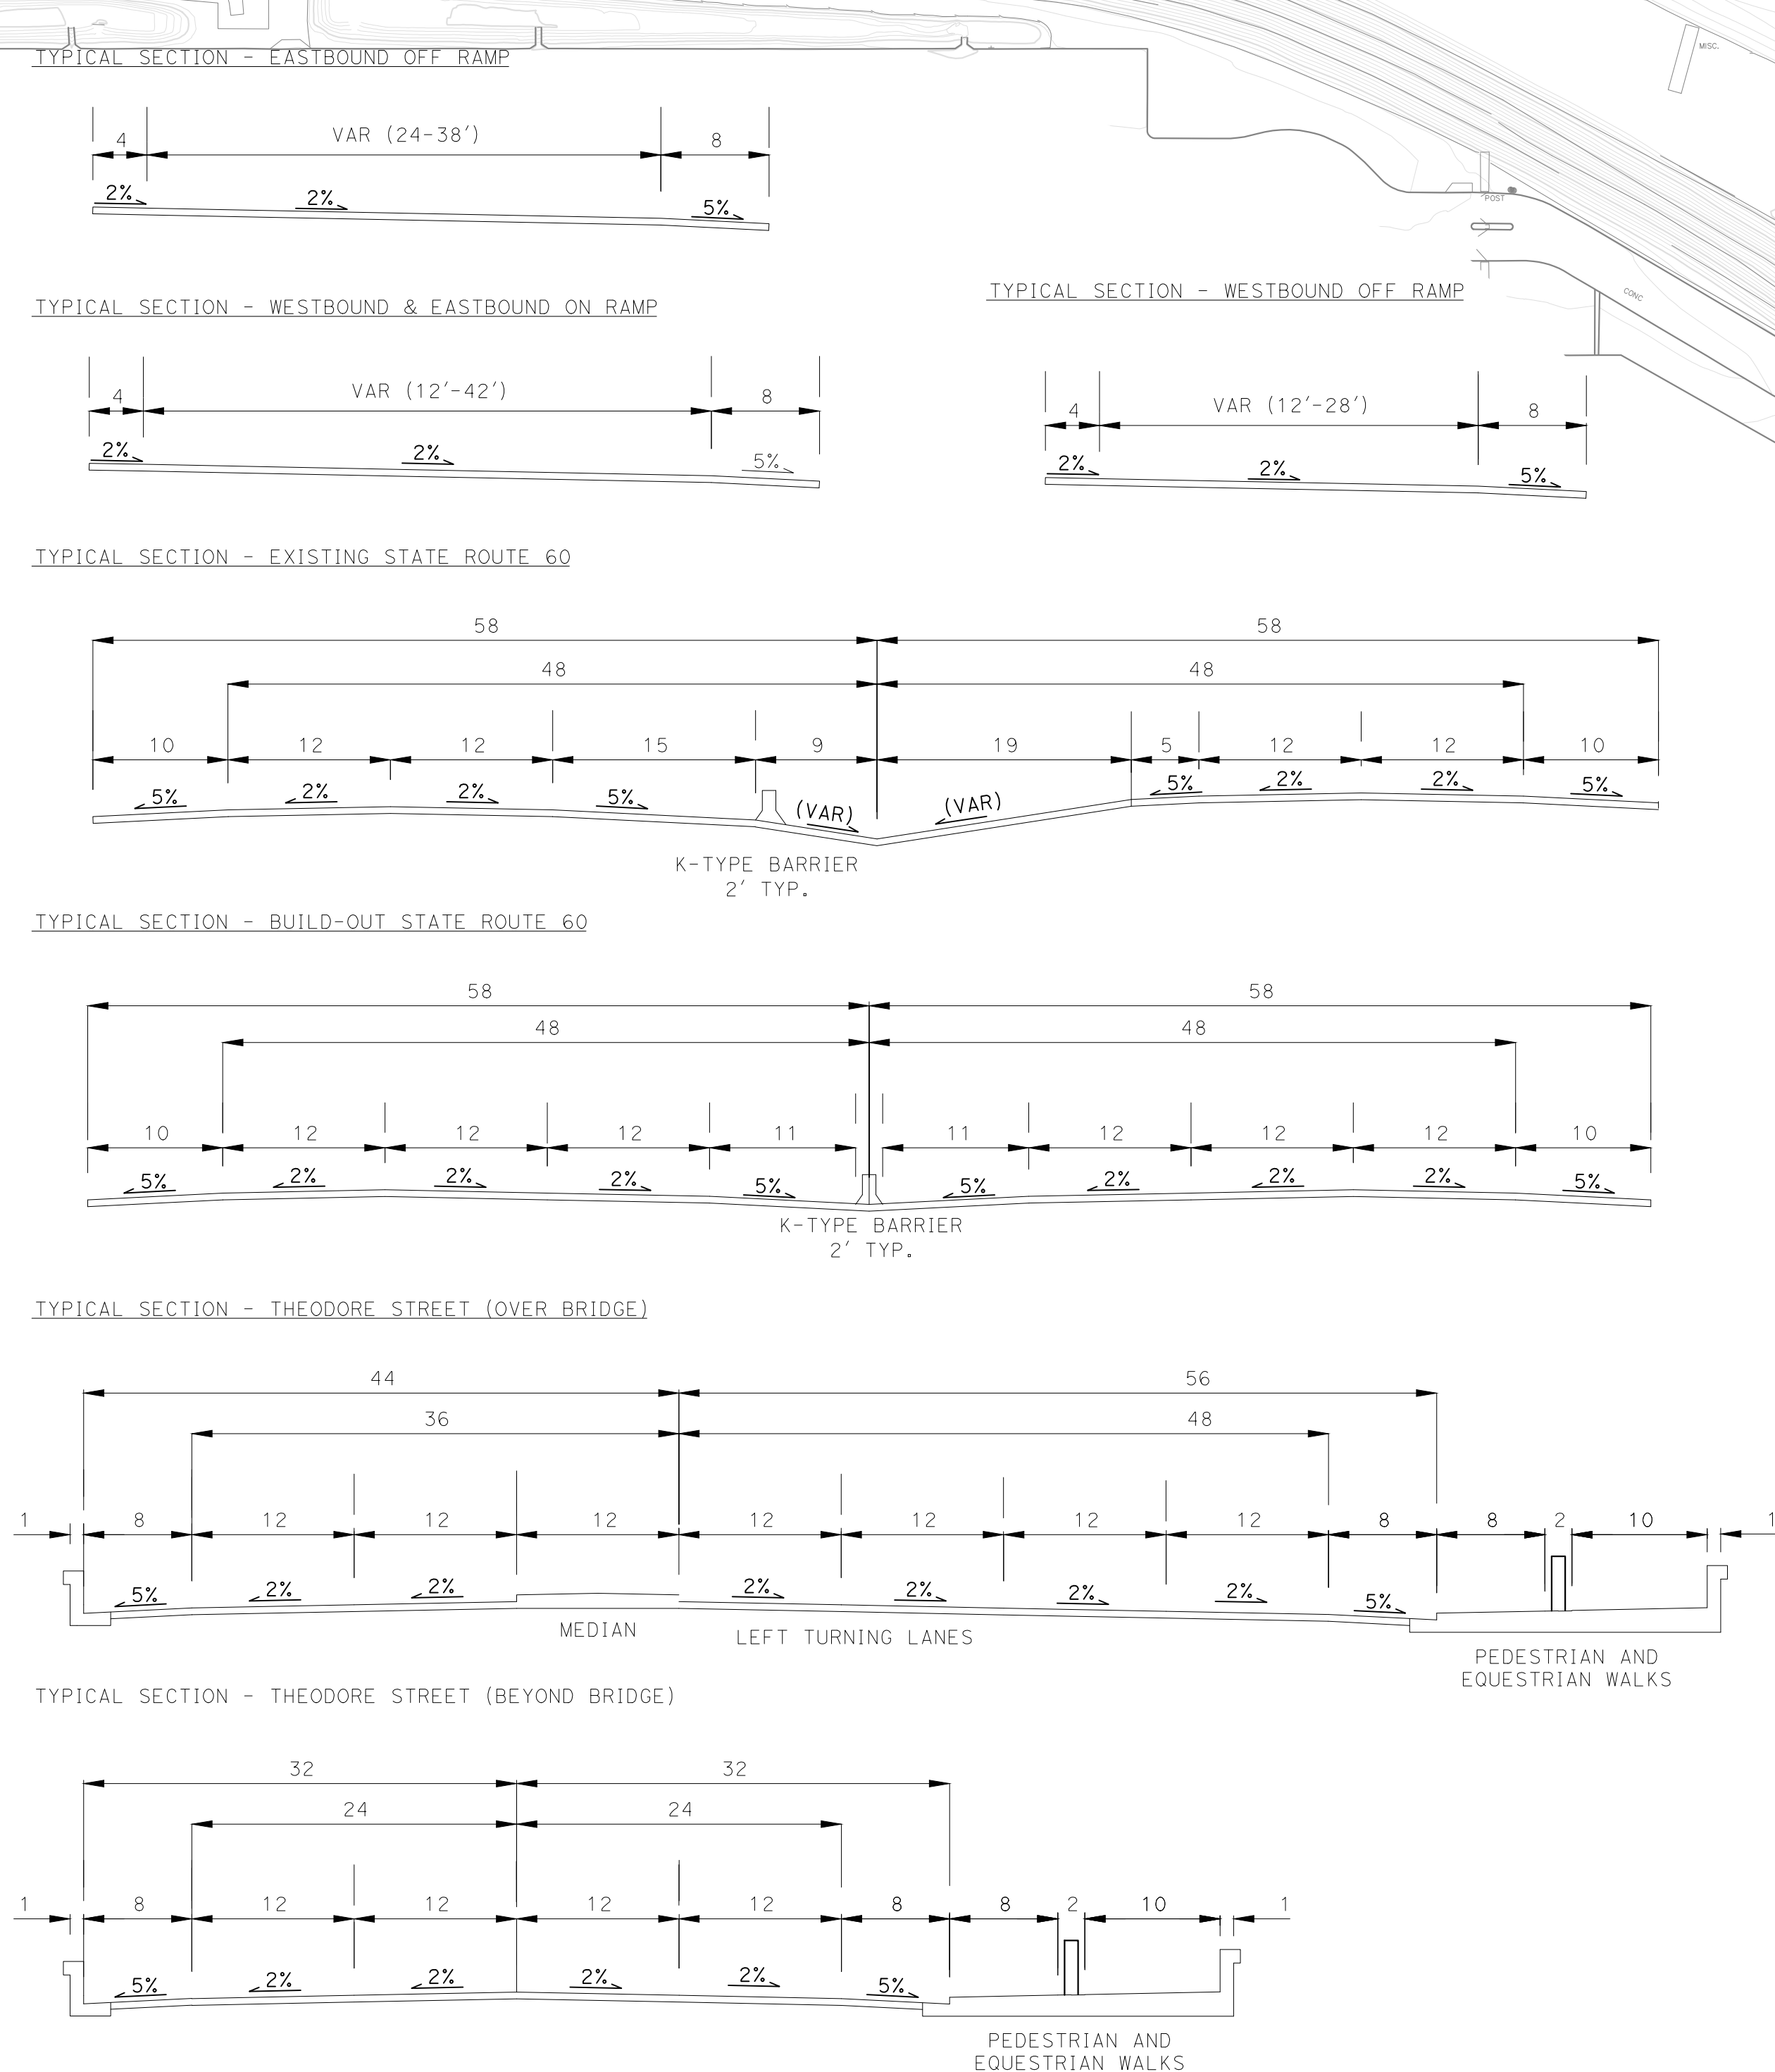 MISC.
TYPICAL SECTION - EASTBOUND OFF RAMP
4 VAR (24-38') 8
2% 2% 5%
POST
TYPICAL SECTION - WESTBOUND & EASTBOUND ON RAMP
4 VAR (12'-42') 8
2% 2% 5%
TYPICAL SECTION - WESTBOUND OFF RAMP
CONC
4 VAR (12'-28') 8
2% 2% 5%
TYPICAL SECTION - EXISTING STATE ROUTE 60
58 58
48 48
10 12 12 15 9 19 5 12 12 10
5% 2% 2% 5% (VAR) (VAR) 5% 2% 2% 5%
K-TYPE BARRIER
2' TYP.
TYPICAL SECTION - BUILD-OUT STATE ROUTE 60
58 58
48 48
10 12 12 12 11 11 12 12 12 10
5% 2% 2% 2% 5% 5% 2% 2% 2% 5%
K-TYPE BARRIER
2' TYP.
TYPICAL SECTION - THEODORE STREET (OVER BRIDGE)
44 56
36 48
1 8 12 12 12 12 12 12 12 8 8 2 10 1
5% 2% 2% 2% 2% 2% 2% 5%
MEDIAN
LEFT TURNING LANES
PEDESTRIAN AND
EQUESTRIAN WALKS
TYPICAL SECTION - THEODORE STREET (BEYOND BRIDGE)
32 32
24 24
1 8 12 12 12 12 8 8 2 10 1
5% 2% 2% 2% 2% 5%
PEDESTRIAN AND
EQUESTRIAN WALKS